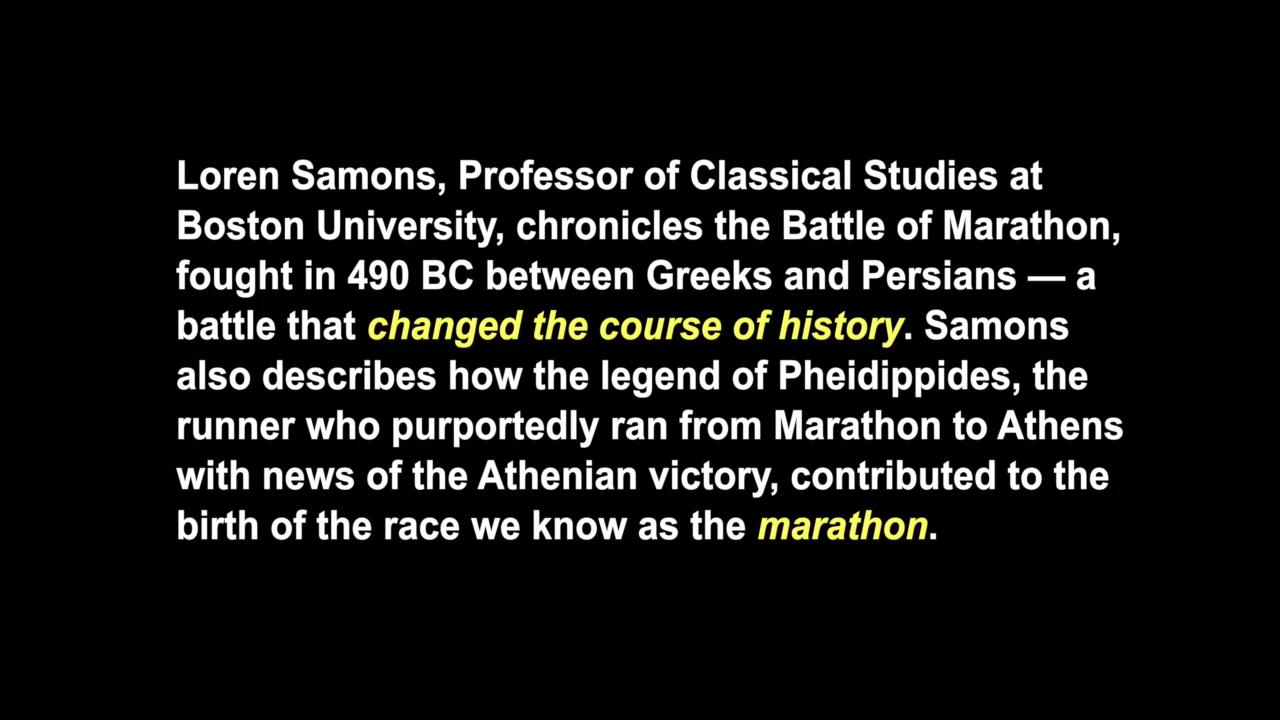 Loren Samons, Professor of Classical Studies at
Boston University, chronicles the Battle of Marathon,
fought in 490 BC between Greeks and Persians — a
battle that changed the course of history. Samons
also describes how the legend of Pheidippides, the
runner who purportedly ran from Marathon to Athens
with news of the Athenian victory, contributed to the
birth of the race we know as the marathon.